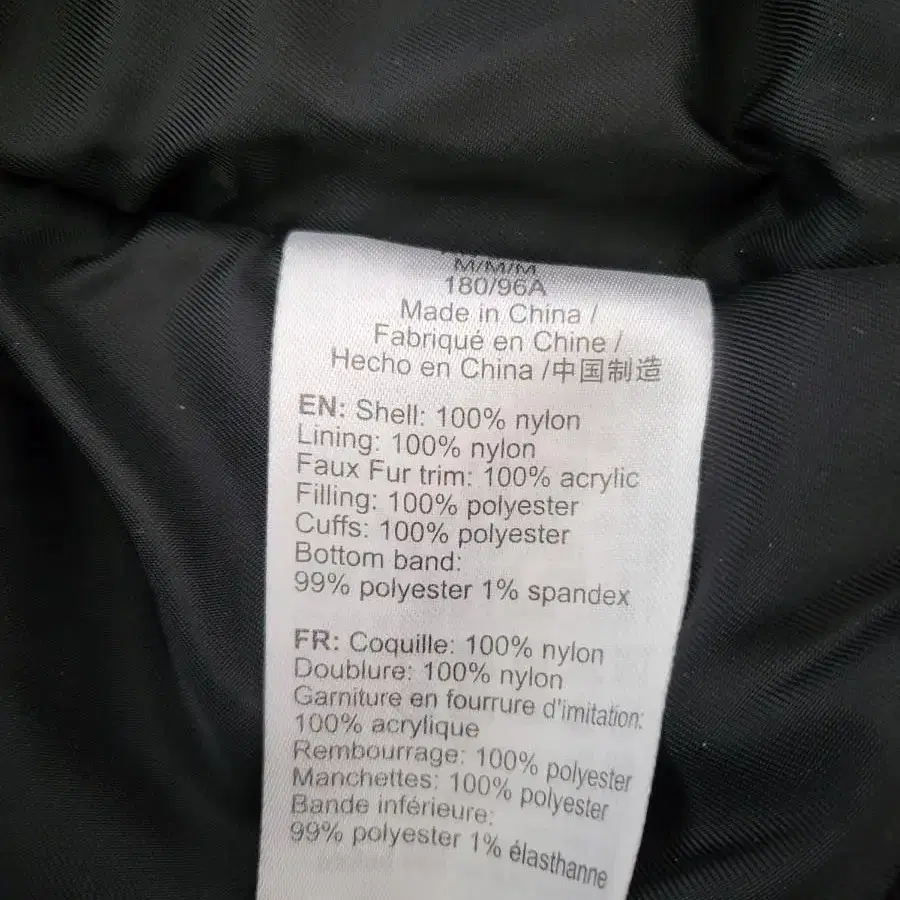 M/M/M
180/96A
Made in China /
Fabriqué en Chine /
Hecho en China /中国制造
EN: Shell: 100% nylon
Lining: 100% nylon
Faux Fur trim: 100% acrylic
Filling: 100% polyester
Cuffs: 100% polyester
Bottom band:
99% polyester 1% spandex
FR: Coquille: 100% nylon
Doublure: 100% nylon
Garniture en fourrure d'imitation:
100% acrylique
Rembourrage: 100% polyester
Manchettes: 100% polyester
Bande inférieure:
99% polyester 1% élasthanne